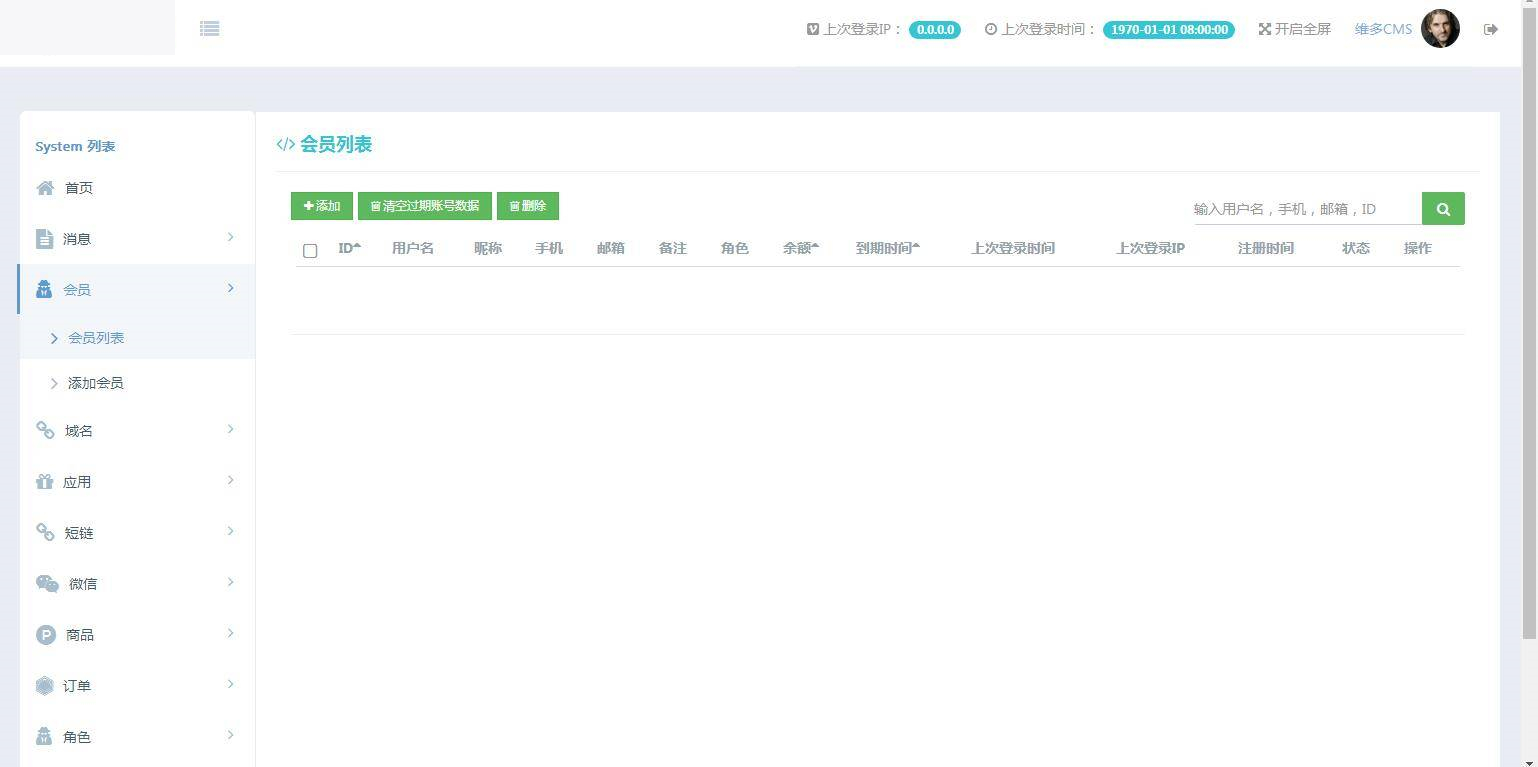 上次登录IP： 0.0.0.0 上次登录时间： 1970-01-01 08:00:00 开启全屏 维多CMS
System 列表
首页
消息
会员
会员列表
添加会员
域名
应用
短链
微信
商品
订单
角色
</> 会员列表
添加 清空过期账号数据 删除 输入用户名，手机，邮箱，ID
ID 用户名 昵称 手机 邮箱 备注 角色 余额 到期时间 上次登录时间 上次登录IP 注册时间 状态 操作